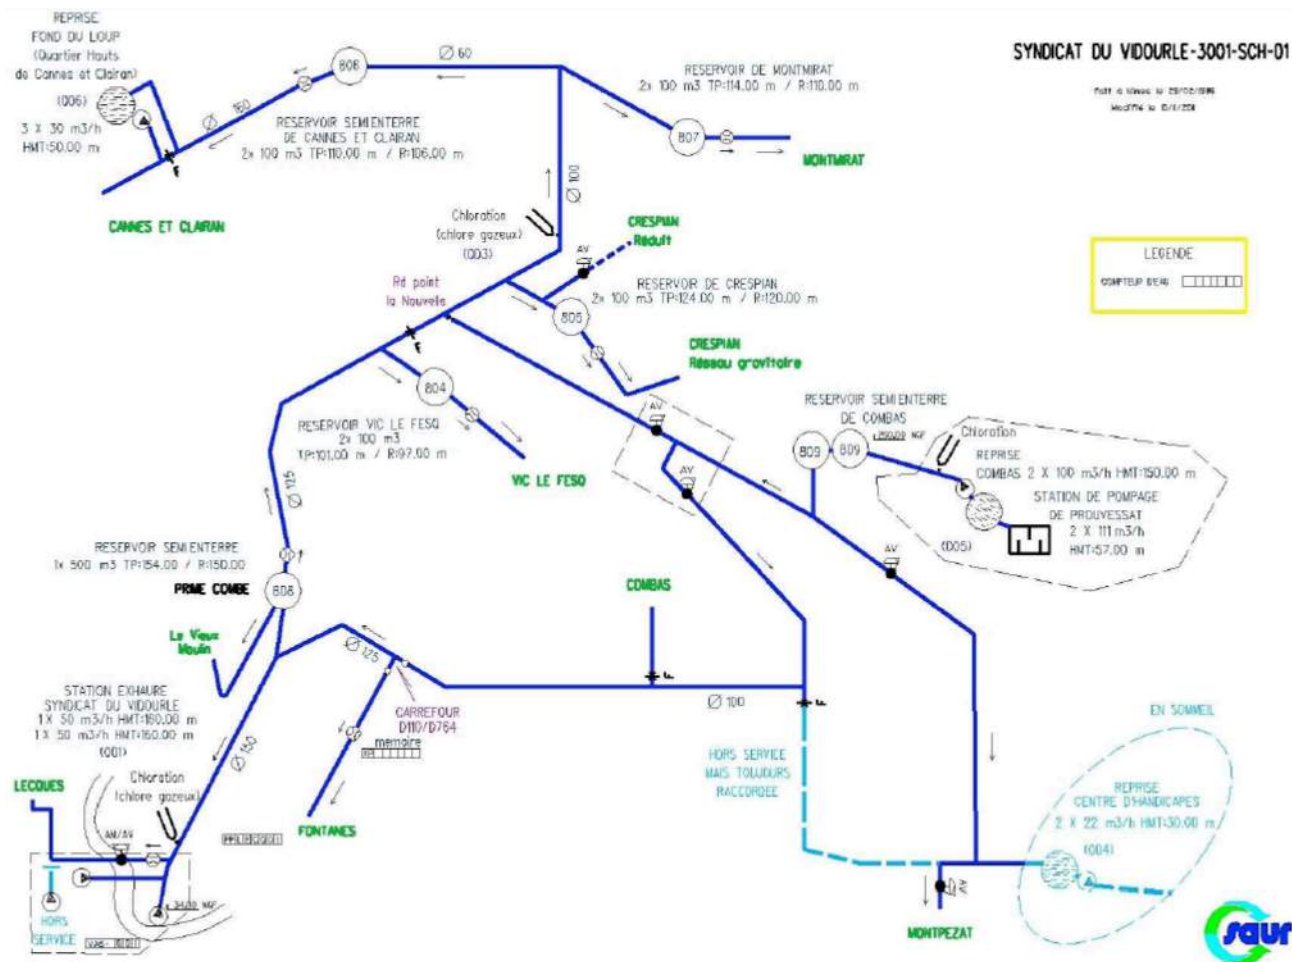 SYNDICAT DU VIDOURLE-3001-SCH-01
REPRISE
FOND DU LOUP
(Quartier Hauts
de Cannes et Clairan)
(006)
3 X 30 m3/h
HMT:50.00 m
806
Ø 60
Ø 160
RESERVOIR SEMIENTERRE
DE CANNES ET CLAIRAN
2x 100 m3 TP:110.00 m / R:106.00 m
F
CANNES ET CLAIRAN
RESERVOIR DE MONTMIRAT
2x 100 m3 TP:114.00 m / R:110.00 m
807
MONTMIRAT
Ø 100
Chloration
(chlore gazeux)
(003)
CRESPIAN
Réduit
AV
Rd point
la Nouvelle
RESERVOIR DE CRESPIAN
2x 100 m3 TP:124.00 m / R:120.00 m
805
CRESPIAN
Réseau gravitaire
LEGENDE
COMPTEUR D'EAU
F
804
RESERVOIR VIC LE FESQ
2x 100 m3
TP:101.00 m / R:97.00 m
VIC LE FESQ
AV
AV
RESERVOIR SEMIENTERRE
DE COMBAS
809
809
Chloration
REPRISE
COMBAS 2 X 100 m3/h HMT:150.00 m
STATION DE POMPAGE
DE PROUVESSAT
2 X 111 m3/h
HMT:57.00 m
(005)
AV
Ø 125
RESERVOIR SEMIENTERRE
1x 500 m3 TP:154.00 / R:150.00
PRIME COMBE
808
Le Vieux
Moulin
COMBAS
F
Ø 125
Ø 100
F
CARREFOUR
D110/D764
memoire
FONTANES
STATION EXHAURE
SYNDICAT DU VIDOURLE
1 X 50 m3/h HMT:160.00 m
1 X 50 m3/h HMT:160.00 m
(001)
Ø 150
Chloration
(chlore gazeux)
LECQUES
AM/AV
HORS
SERVICE
HORS SERVICE
MAIS TOUJOURS
RACCORDEE
EN SOMMEIL
REPRISE
CENTRE D'HANDICAPES
2 X 22 m3/h HMT:30.00 m
(004)
AV
MONTPEZAT
saur